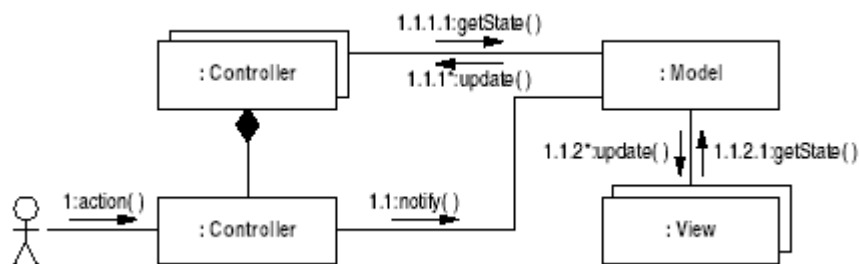 1.1.1.1:getState( )
: Controller
: Model
1.1.1*:update( )
1.1.2*:update( )
1.1.2.1:getState( )
1:action( )
1.1:notify( )
: Controller
: View